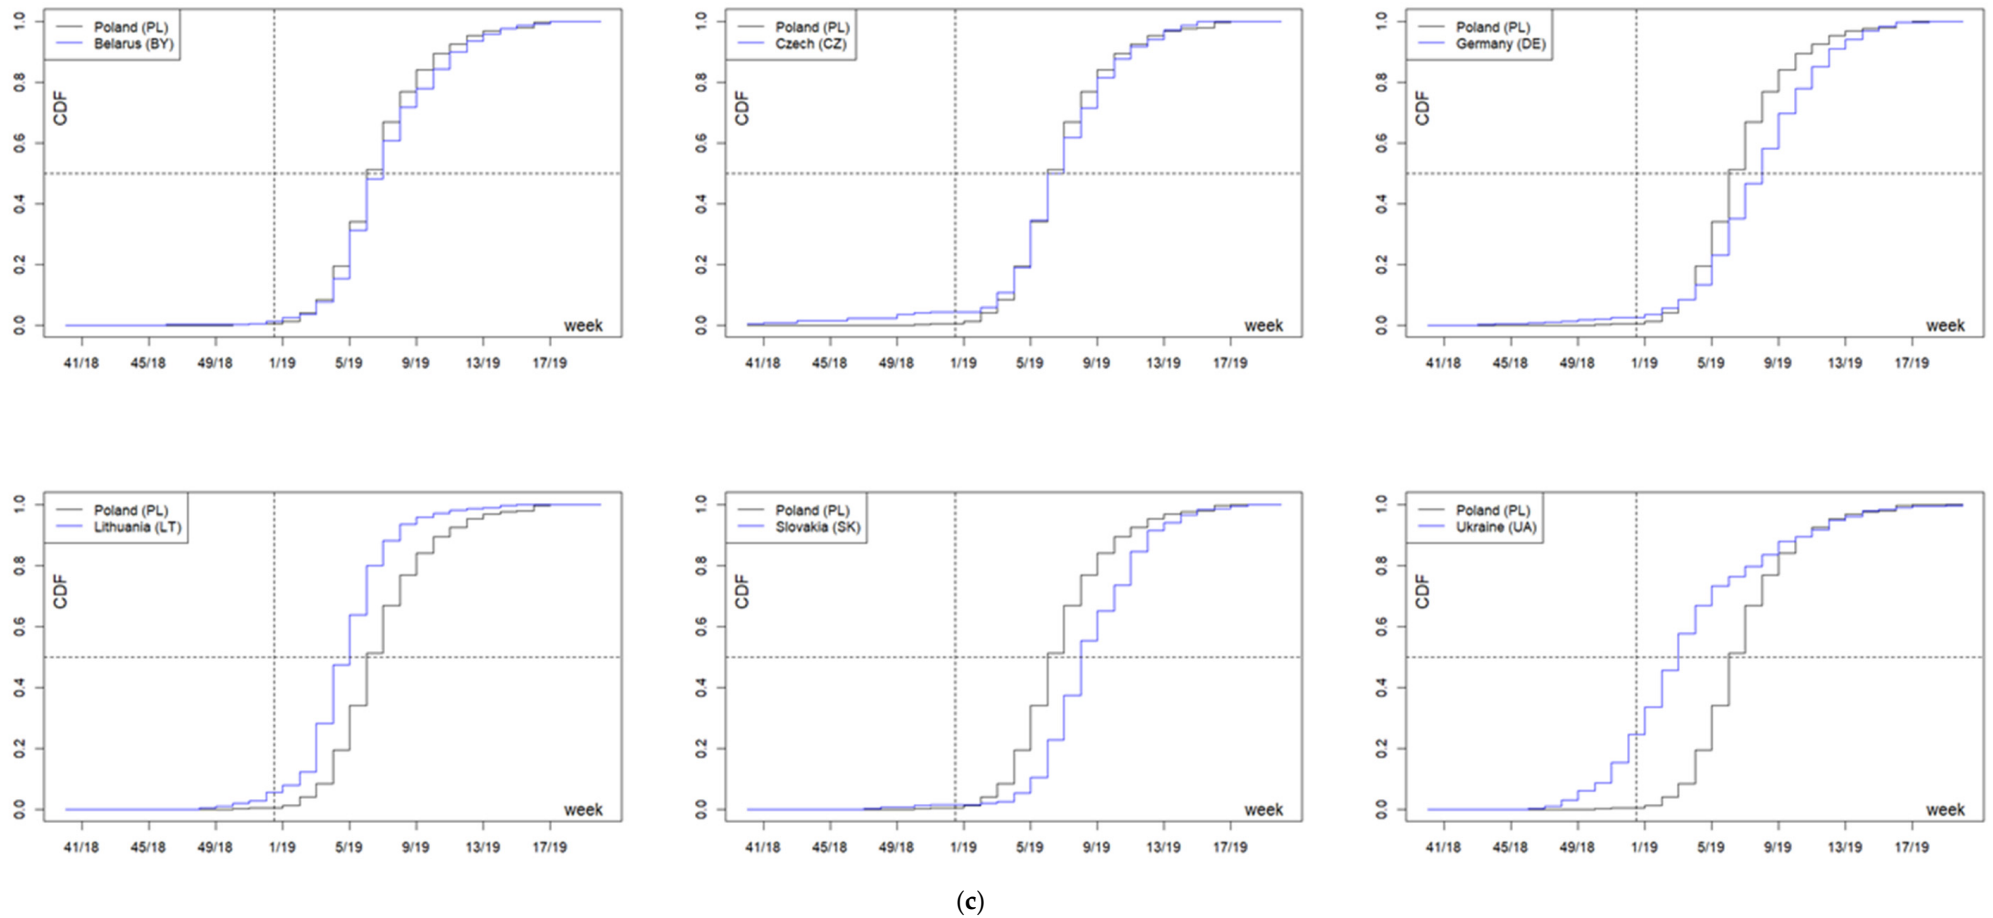 Poland (PL)
Belarus (BY)
CDF
0.0 0.2 0.4 0.6 0.8 1.0
week
41/18 45/18 49/18 1/19 5/19 9/19 13/19 17/19
Poland (PL)
Czech (CZ)
CDF
0.0 0.2 0.4 0.6 0.8 1.0
week
41/18 45/18 49/18 1/19 5/19 9/19 13/19 17/19
Poland (PL)
Germany (DE)
CDF
0.0 0.2 0.4 0.6 0.8 1.0
week
41/18 45/18 49/18 1/19 5/19 9/19 13/19 17/19
Poland (PL)
Lithuania (LT)
CDF
0.0 0.2 0.4 0.6 0.8 1.0
week
41/18 45/18 49/18 1/19 5/19 9/19 13/19 17/19
Poland (PL)
Slovakia (SK)
CDF
0.0 0.2 0.4 0.6 0.8 1.0
week
41/18 45/18 49/18 1/19 5/19 9/19 13/19 17/19
Poland (PL)
Ukraine (UA)
CDF
0.0 0.2 0.4 0.6 0.8 1.0
week
41/18 45/18 49/18 1/19 5/19 9/19 13/19 17/19
(c)